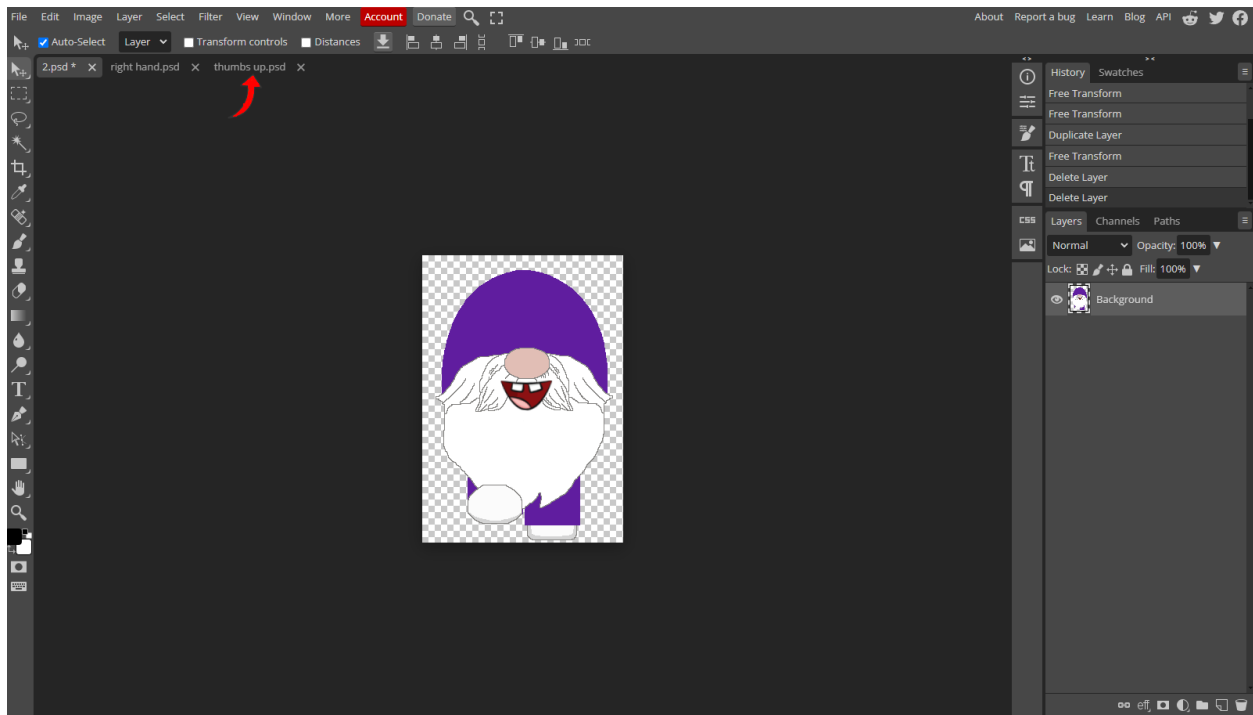 File Edit Image Layer Select Filter View Window More Account Donate About Report a bug Learn Blog API
Auto-Select Layer Transform controls Distances
2.psd * right hand.psd thumbs up.psd
History Swatches
Free Transform
Free Transform
Duplicate Layer
Free Transform
Delete Layer
Delete Layer
CSS Layers Channels Paths
Normal Opacity: 100%
Lock: Fill: 100%
Background
eff